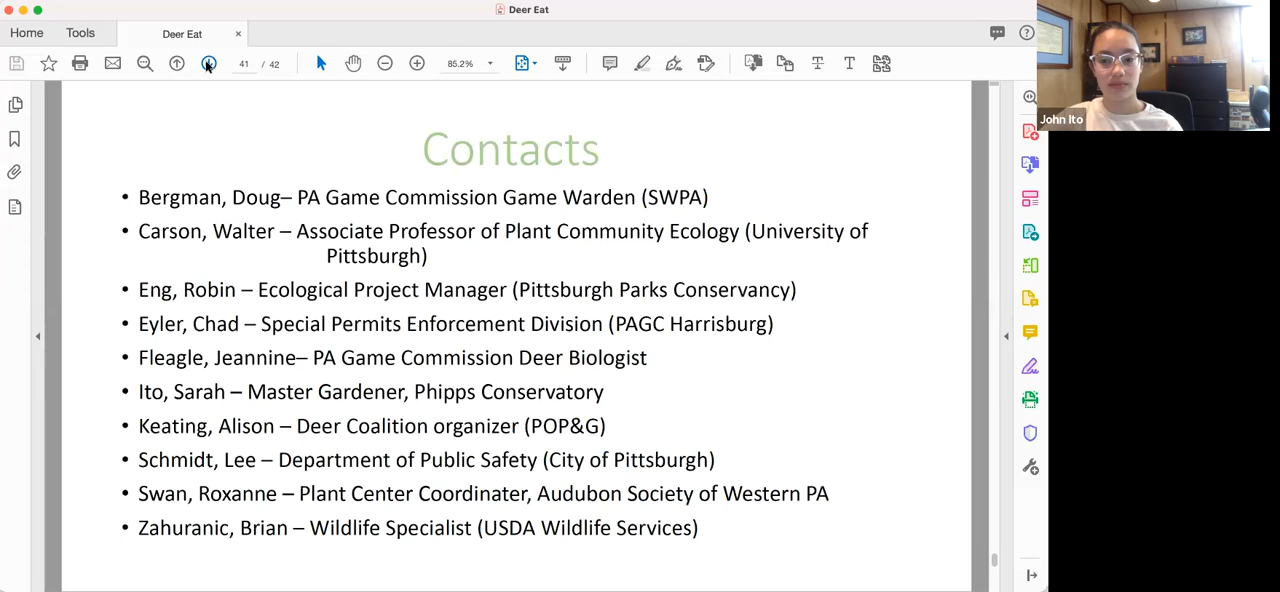 Deer Eat
Home
Tools
Deer Eat
41 / 42
85.2%
John Ito
Contacts
• Bergman, Doug– PA Game Commission Game Warden (SWPA)
• Carson, Walter – Associate Professor of Plant Community Ecology (University of
Pittsburgh)
• Eng, Robin – Ecological Project Manager (Pittsburgh Parks Conservancy)
• Eyler, Chad – Special Permits Enforcement Division (PAGC Harrisburg)
• Fleagle, Jeannine– PA Game Commission Deer Biologist
• Ito, Sarah – Master Gardener, Phipps Conservatory
• Keating, Alison – Deer Coalition organizer (POP&G)
• Schmidt, Lee – Department of Public Safety (City of Pittsburgh)
• Swan, Roxanne – Plant Center Coordinater, Audubon Society of Western PA
• Zahuranic, Brian – Wildlife Specialist (USDA Wildlife Services)